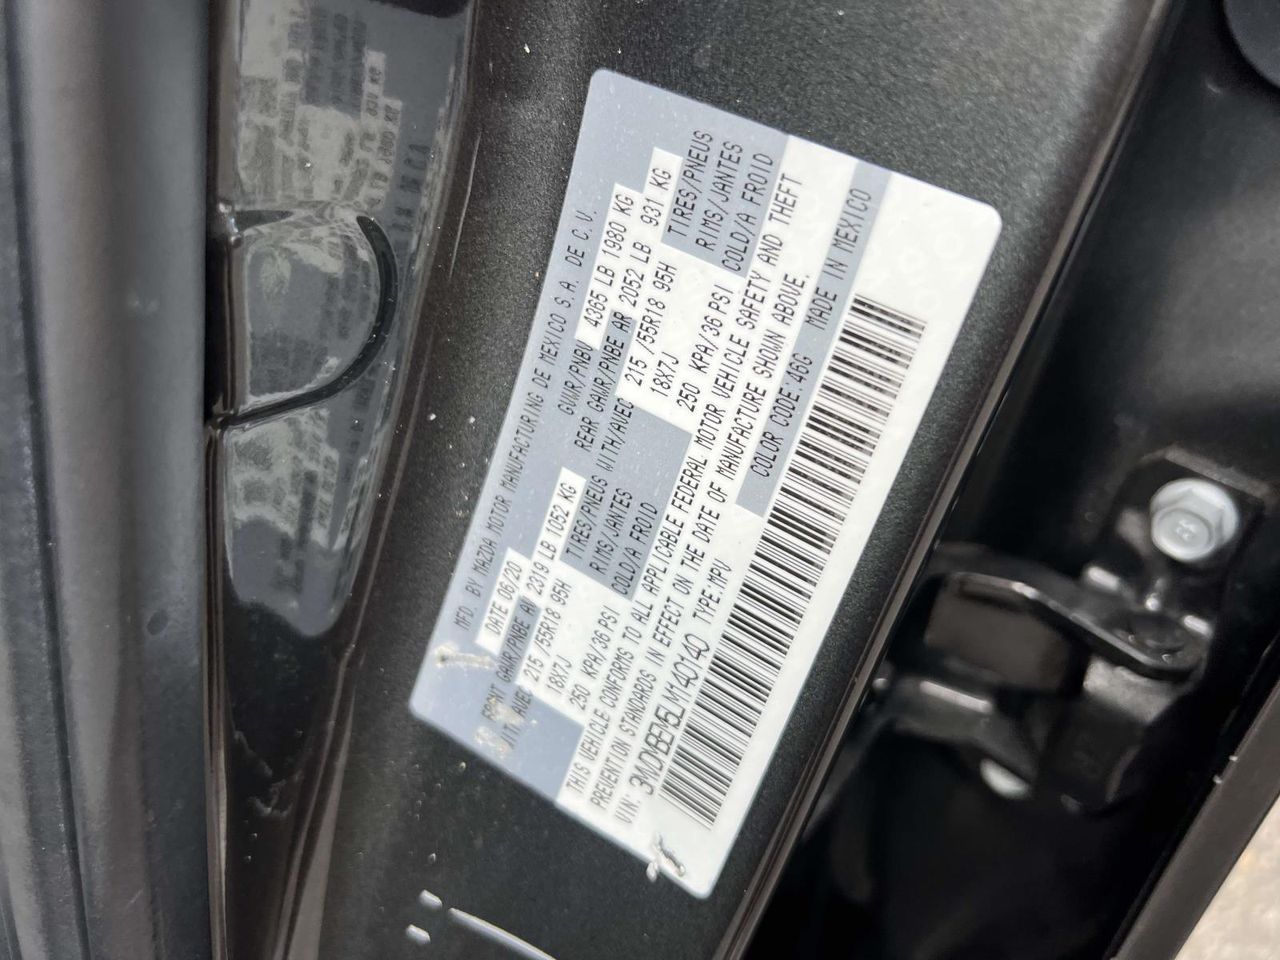 MFD. BY MAZDA MOTOR MANUFACTURING DE MEXICO S.A. DE C.V.
DATE 06/20 GVWR/PNBV 4365 LB 1980 KG
FRONT GAWR/PNBE AV 2319 LB 1052 KG REAR GAWR/PNBE AR 2052 LB 931 KG
WITH/AVEC 215 /55R18 95H TIRES/PNEUS WITH/AVEC 215 /55R18 95H TIRES/PNEUS
18X7J RIMS/JANTES 18X7J RIMS/JANTES
250 KPA/36 PSI COLD/A FROID 250 KPA/36 PSI COLD/A FROID
THIS VEHICLE CONFORMS TO ALL APPLICABLE FEDERAL MOTOR VEHICLE SAFETY AND THEFT
PREVENTION STANDARDS IN EFFECT ON THE DATE OF MANUFACTURE SHOWN ABOVE.
VIN: TYPE:MPV COLOR CODE:46G MADE IN MEXICO